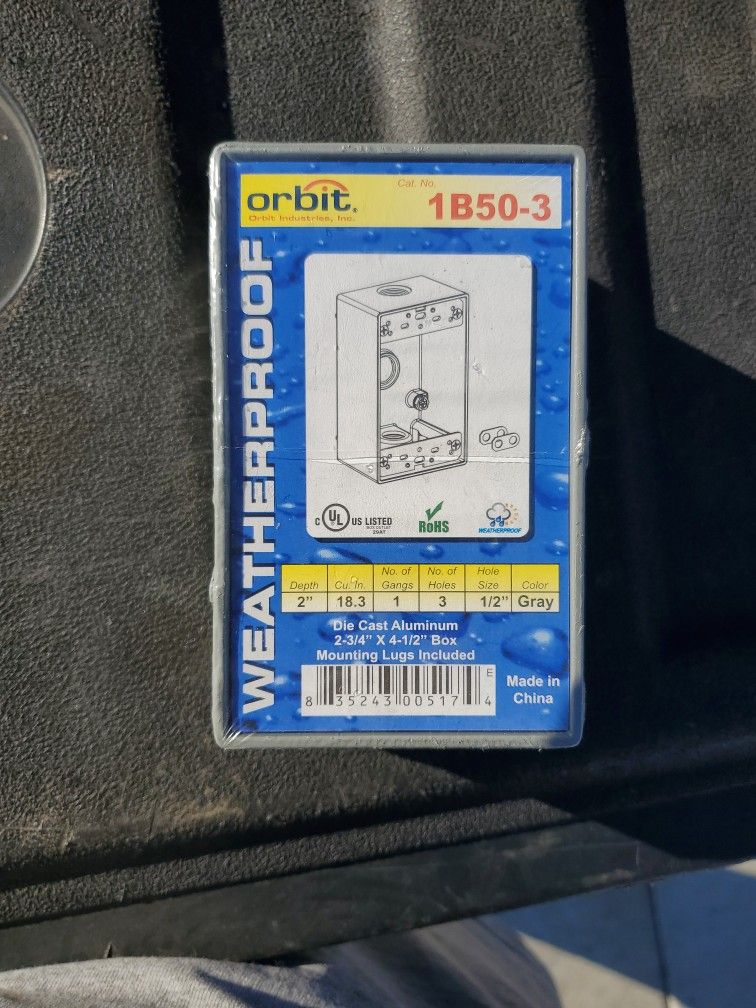 orbit®
Orbit Industries, Inc.
Cat. No.
1B50-3
WEATHERPROOF
C UL US LISTED
RoHS
WEATHERPROOF
Depth Cu. In. No. of Gangs No. of Holes Hole Size Color
2" 18.3 1 3 1/2" Gray
Die Cast Aluminum
2-3/4" X 4-1/2" Box
Mounting Lugs Included
E
8 35243 00517 4
Made in
China